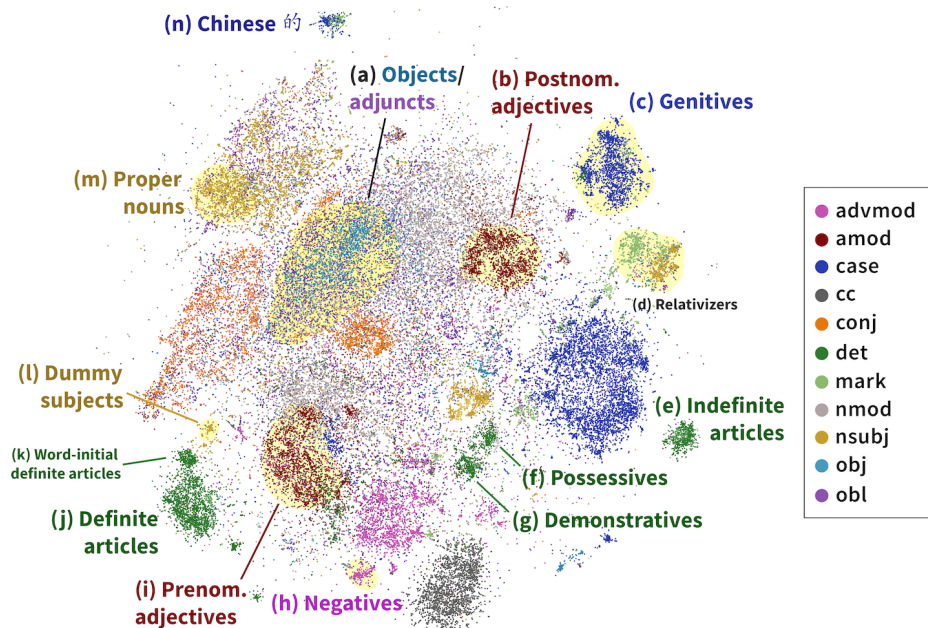 (n) Chinese 的
(a) Objects/
adjuncts
(b) Postnom.
adjectives
(c) Genitives
(m) Proper
nouns
(d) Relativizers
(l) Dummy
subjects
(e) Indefinite
articles
(k) Word-initial
definite articles
(f) Possessives
(g) Demonstratives
(j) Definite
articles
(i) Prenom.
adjectives
(h) Negatives
advmod
amod
case
cc
conj
det
mark
nmod
nsubj
obj
obl